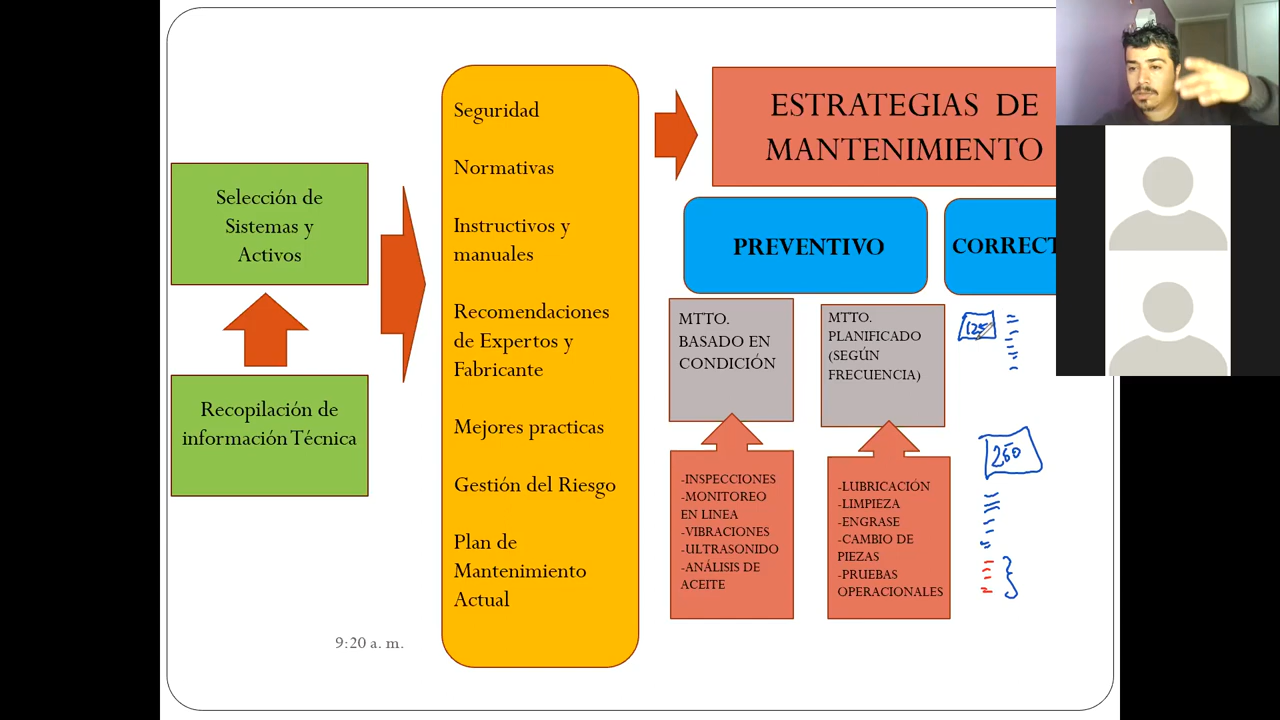 Selección de
Sistemas y
Activos
Recopilación de
información Técnica
9:20 a. m.
Seguridad
Normativas
Instructivos y
manuales
Recomendaciones
de Expertos y
Fabricante
Mejores practicas
Gestión del Riesgo
Plan de
Mantenimiento
Actual
ESTRATEGIAS DE
MANTENIMIENTO
PREVENTIVO
CORRECT
MTTO.
BASADO EN
CONDICIÓN
MTTO.
PLANIFICADO
(SEGÚN
FRECUENCIA)
-INSPECCIONES
-MONITOREO
EN LINEA
-VIBRACIONES
-ULTRASONIDO
-ANÁLISIS DE
ACEITE
-LUBRICACIÓN
-LIMPIEZA
-ENGRASE
-CAMBIO DE
PIEZAS
-PRUEBAS
OPERACIONALES
125
250